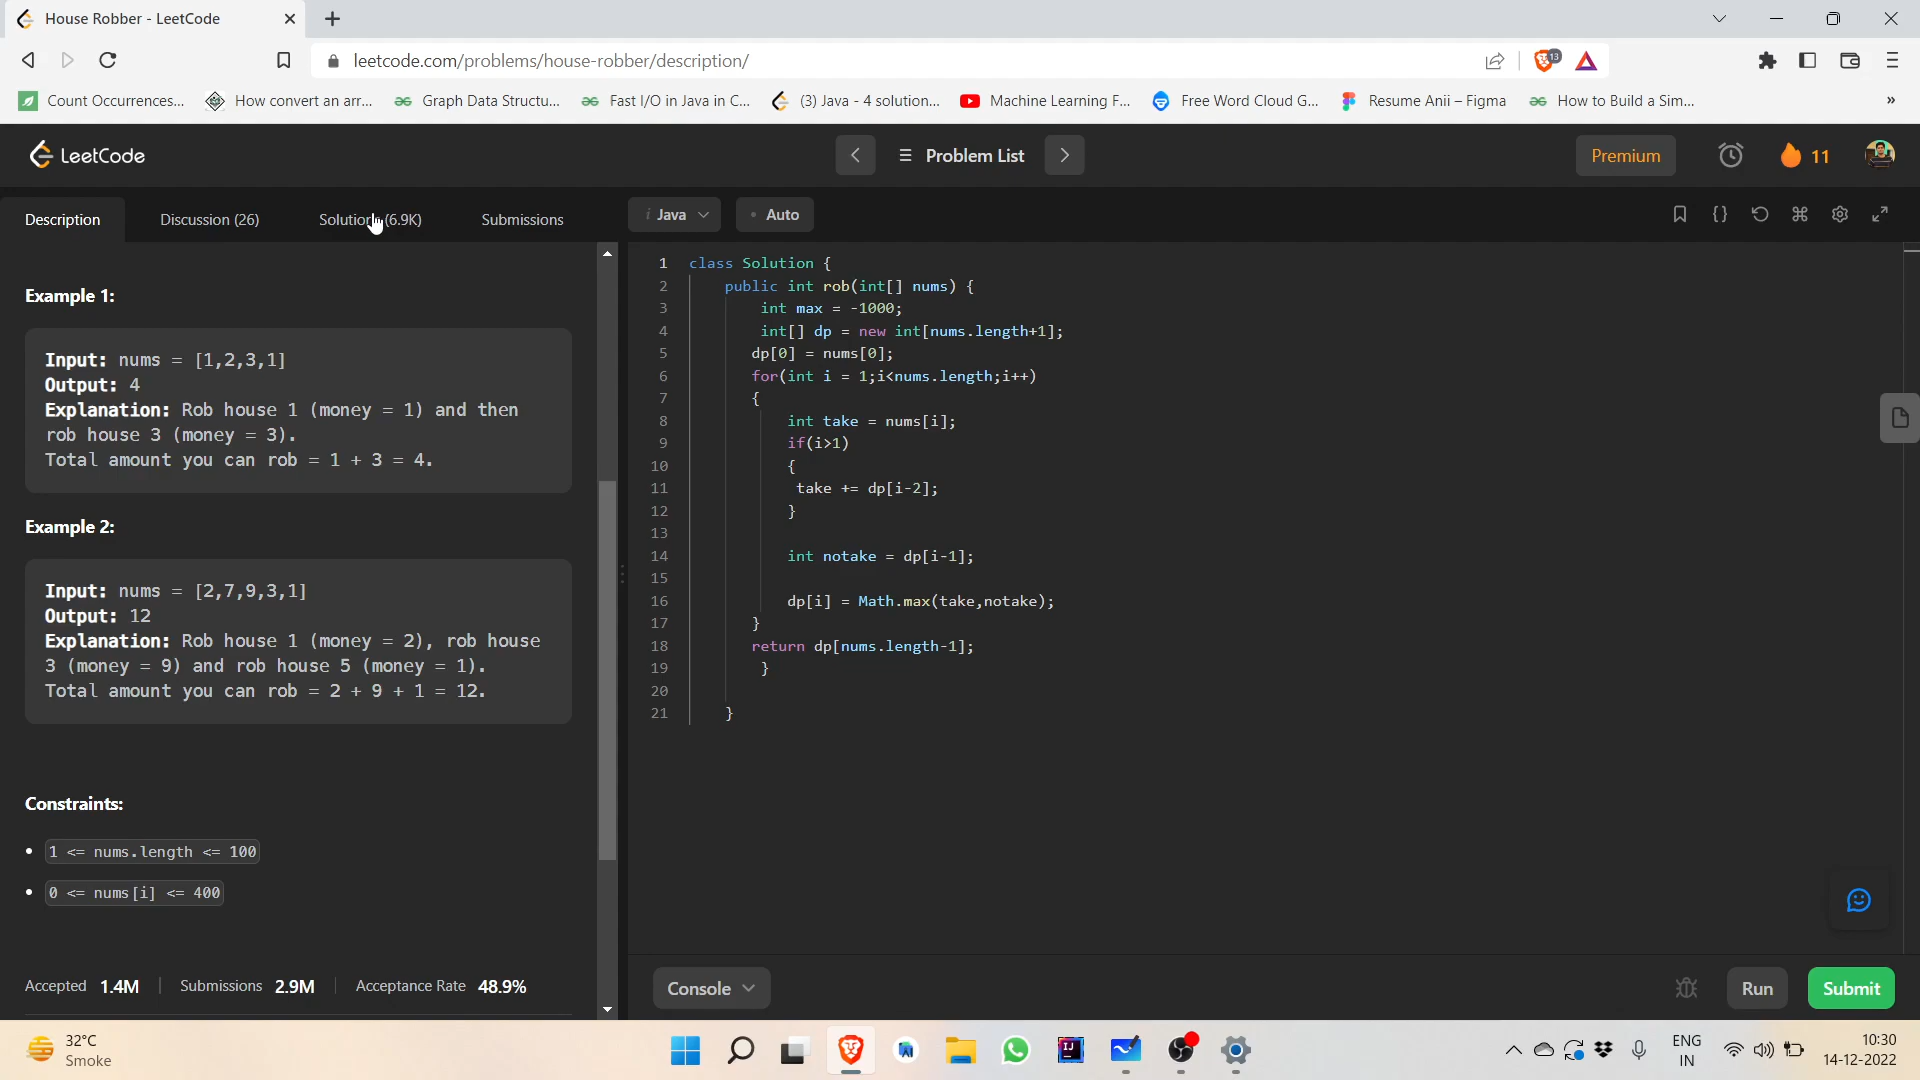 House Robber - LeetCode
leetcode.com/problems/house-robber/description/
13
Count Occurrences...
How convert an arr...
Graph Data Structu...
Fast I/O in Java in C...
(3) Java - 4 solution...
Machine Learning F...
Free Word Cloud G...
Resume Anii – Figma
How to Build a Sim...
»
LeetCode
Problem List
Premium
11
Description
Discussion (26)
Solutions (6.9K)
Submissions
i Java
Auto
Example 1:
Input: nums = [1,2,3,1]
Output: 4
Explanation: Rob house 1 (money = 1) and then
rob house 3 (money = 3).
Total amount you can rob = 1 + 3 = 4.
Example 2:
Input: nums = [2,7,9,3,1]
Output: 12
Explanation: Rob house 1 (money = 2), rob house
3 (money = 9) and rob house 5 (money = 1).
Total amount you can rob = 2 + 9 + 1 = 12.
Constraints:
• 1 <= nums.length <= 100
• 0 <= nums[i] <= 400
Accepted 1.4M | Submissions 2.9M | Acceptance Rate 48.9%
1 class Solution {
2 public int rob(int[] nums) {
3 int max = -1000;
4 int[] dp = new int[nums.length+1];
5 dp[0] = nums[0];
6 for(int i = 1;i<nums.length;i++)
7 {
8 int take = nums[i];
9 if(i>1)
10 {
11 take += dp[i-2];
12 }
13
14 int notake = dp[i-1];
15
16 dp[i] = Math.max(take,notake);
17 }
18 return dp[nums.length-1];
19 }
20
21 }
Console
Run
Submit
32°C
Smoke
IJ
ENG
IN
10:30
14-12-2022